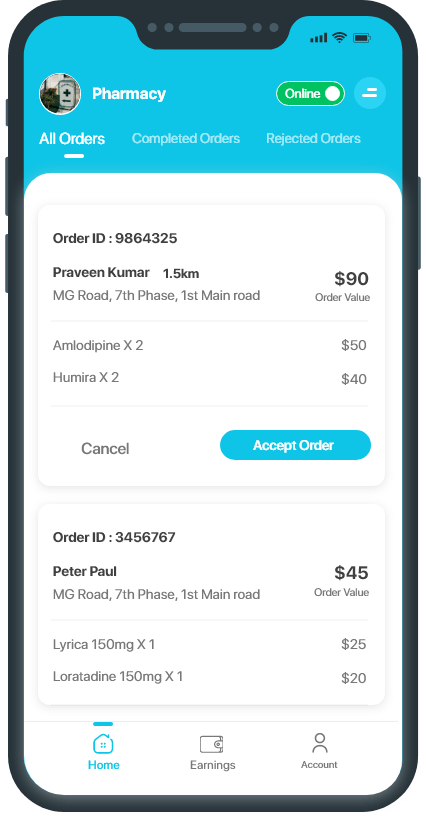 Pharmacy
Online
All Orders
Completed Orders
Rejected Orders
Order ID : 9864325
Praveen Kumar 1.5km
$90
MG Road, 7th Phase, 1st Main road
Order Value
Amlodipine X 2
$50
Humira X 2
$40
Cancel
Accept Order
Order ID : 3456767
Peter Paul
$45
MG Road, 7th Phase, 1st Main road
Order Value
Lyrica 150mg X 1
$25
Loratadine 150mg X 1
$20
Home
Earnings
Account